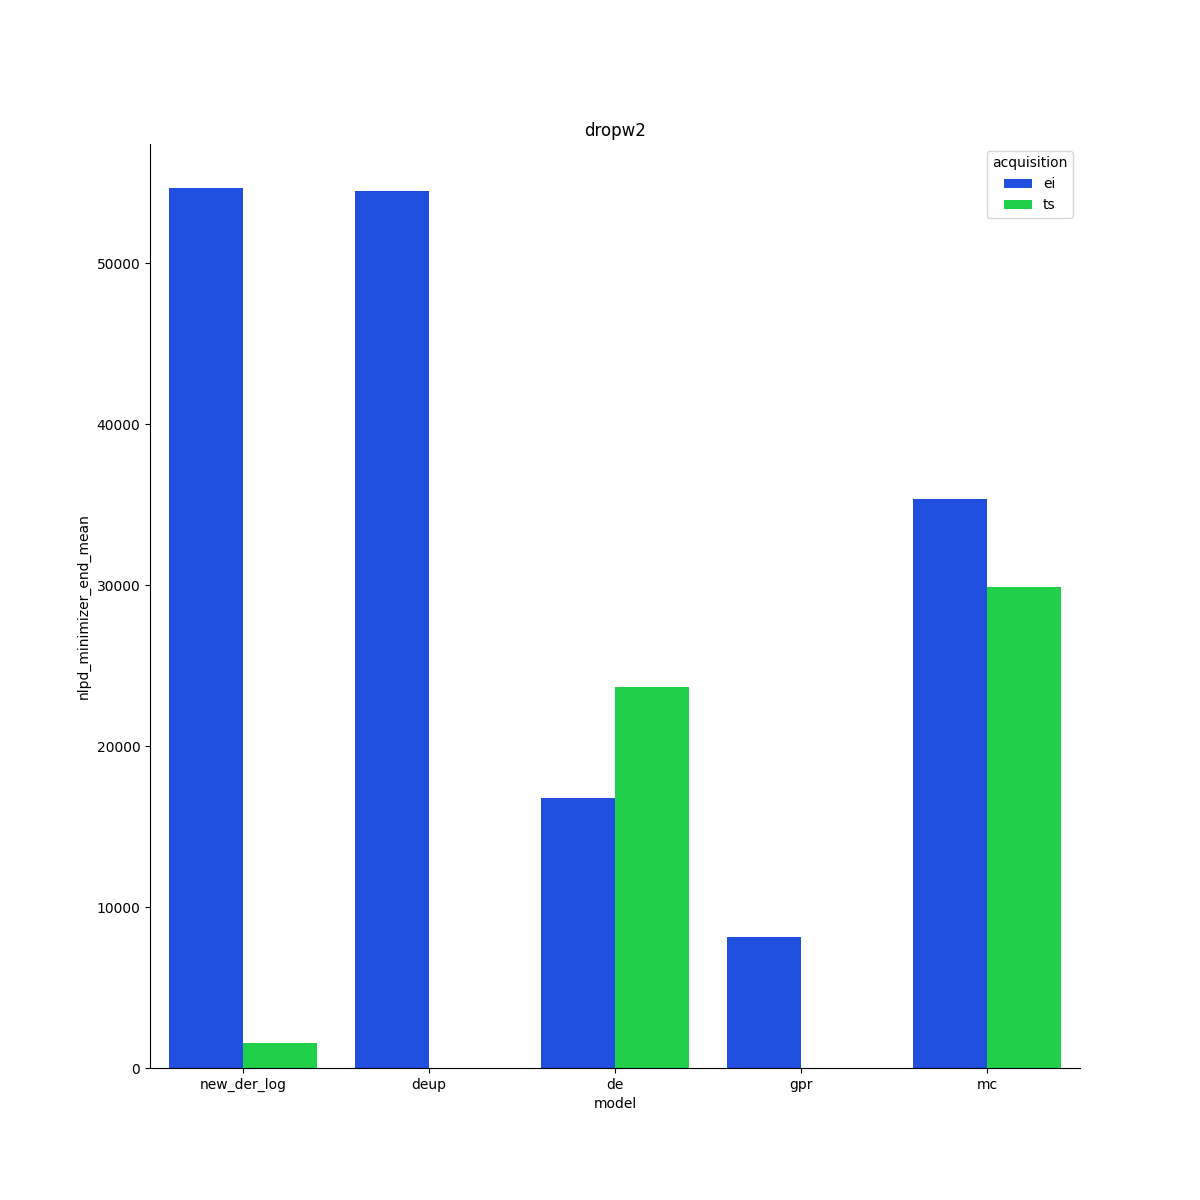 dropw2
acquisition
ei
ts
50000
40000
30000
20000
10000
0
nlpd_minimizer_end_mean
new_der_log deup de gpr mc
model